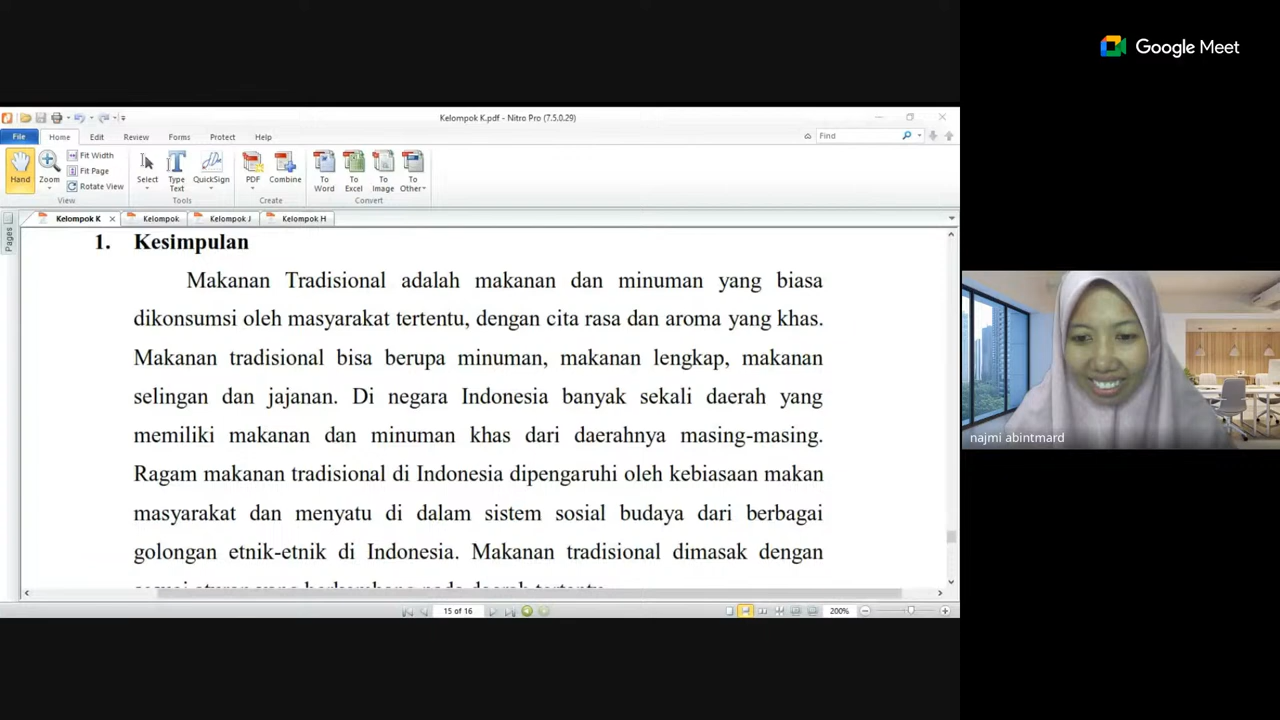 Google Meet
Kelompok K.pdf - Nitro Pro (7.5.0.29)
File Home Edit Review Forms Protect Help
Find
Hand
Zoom
Fit Width
Fit Page
Rotate View
View
Select
Type Text
QuickSign
Tools
PDF
Combine
Create
To Word
To Excel
To Image
To Other
Convert
Kelompok K
Kelompok
Kelompok J
Kelompok H
Pages
1. Kesimpulan
Makanan Tradisional adalah makanan dan minuman yang biasa
dikonsumsi oleh masyarakat tertentu, dengan cita rasa dan aroma yang khas.
Makanan tradisional bisa berupa minuman, makanan lengkap, makanan
selingan dan jajanan. Di negara Indonesia banyak sekali daerah yang
memiliki makanan dan minuman khas dari daerahnya masing-masing.
Ragam makanan tradisional di Indonesia dipengaruhi oleh kebiasaan makan
masyarakat dan menyatu di dalam sistem sosial budaya dari berbagai
golongan etnik-etnik di Indonesia. Makanan tradisional dimasak dengan
yang berkembang pada daerah tertentu
15 of 16
200%
najmi abintmard